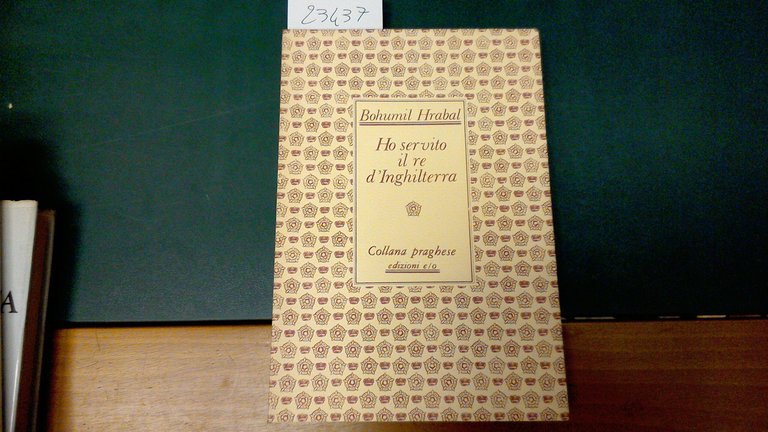 23437
Bohumil Hrabal
Ho servito
il re
d'Inghilterra
Collana praghese
edizioni e/o
A